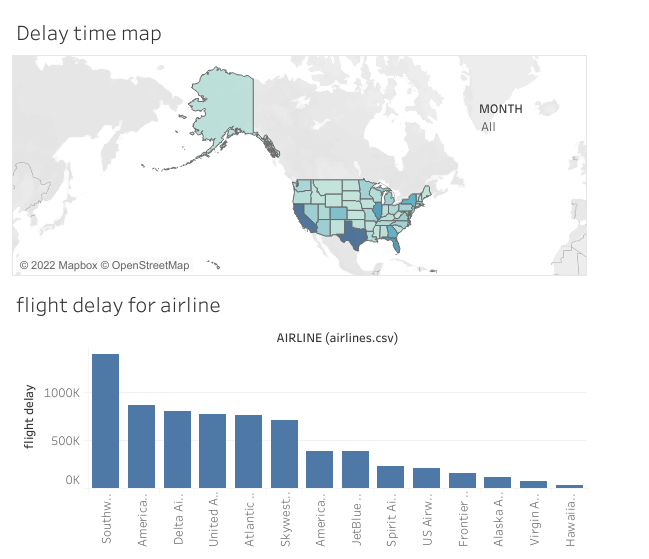 Delay time map
MONTH
All
© 2022 Mapbox © OpenStreetMap
flight delay for airline
AIRLINE (airlines.csv)
flight delay
1000K
500K
0K
Southw..
America..
Delta Ai..
United A..
Atlantic ..
Skywest..
America..
JetBlue ..
Spirit Ai..
US Airw..
Frontier ..
Alaska A..
Virgin A..
Hawaiia..